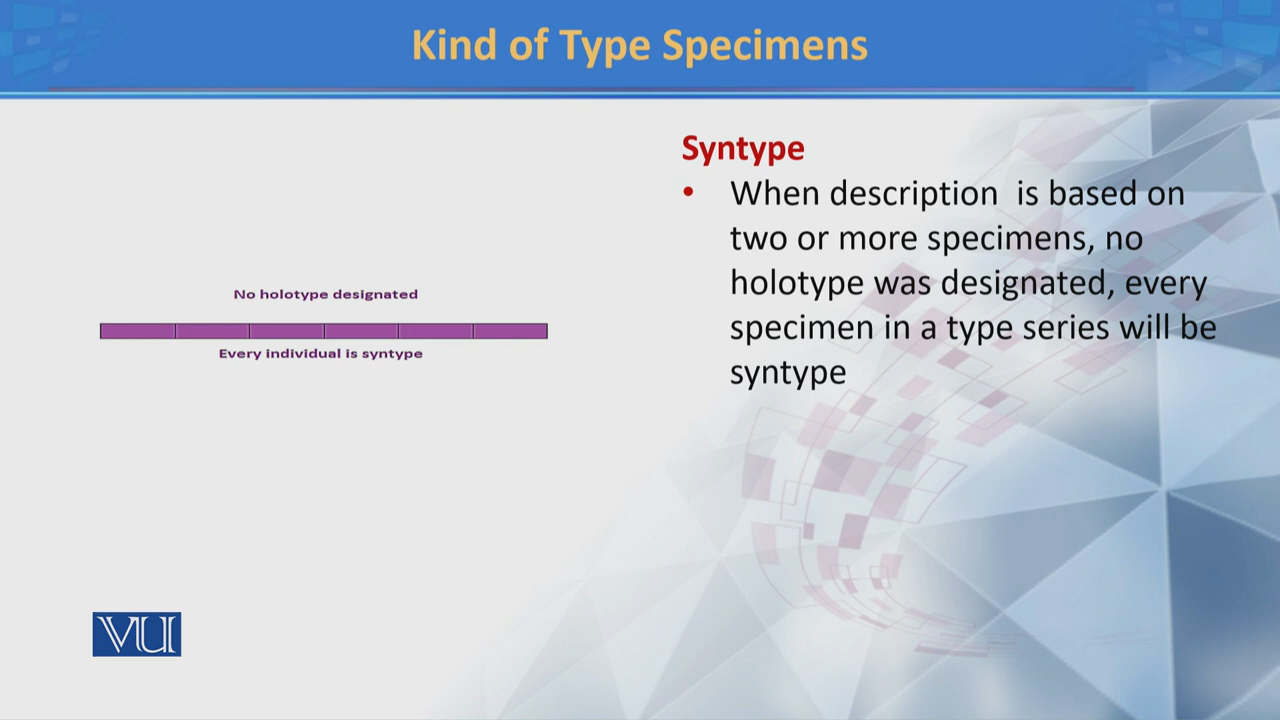 Kind of Type Specimens
No holotype designated
Every individual is syntype
Syntype
• When description  is based on
two or more specimens, no
holotype was designated, every
specimen in a type series will be
syntype
VU